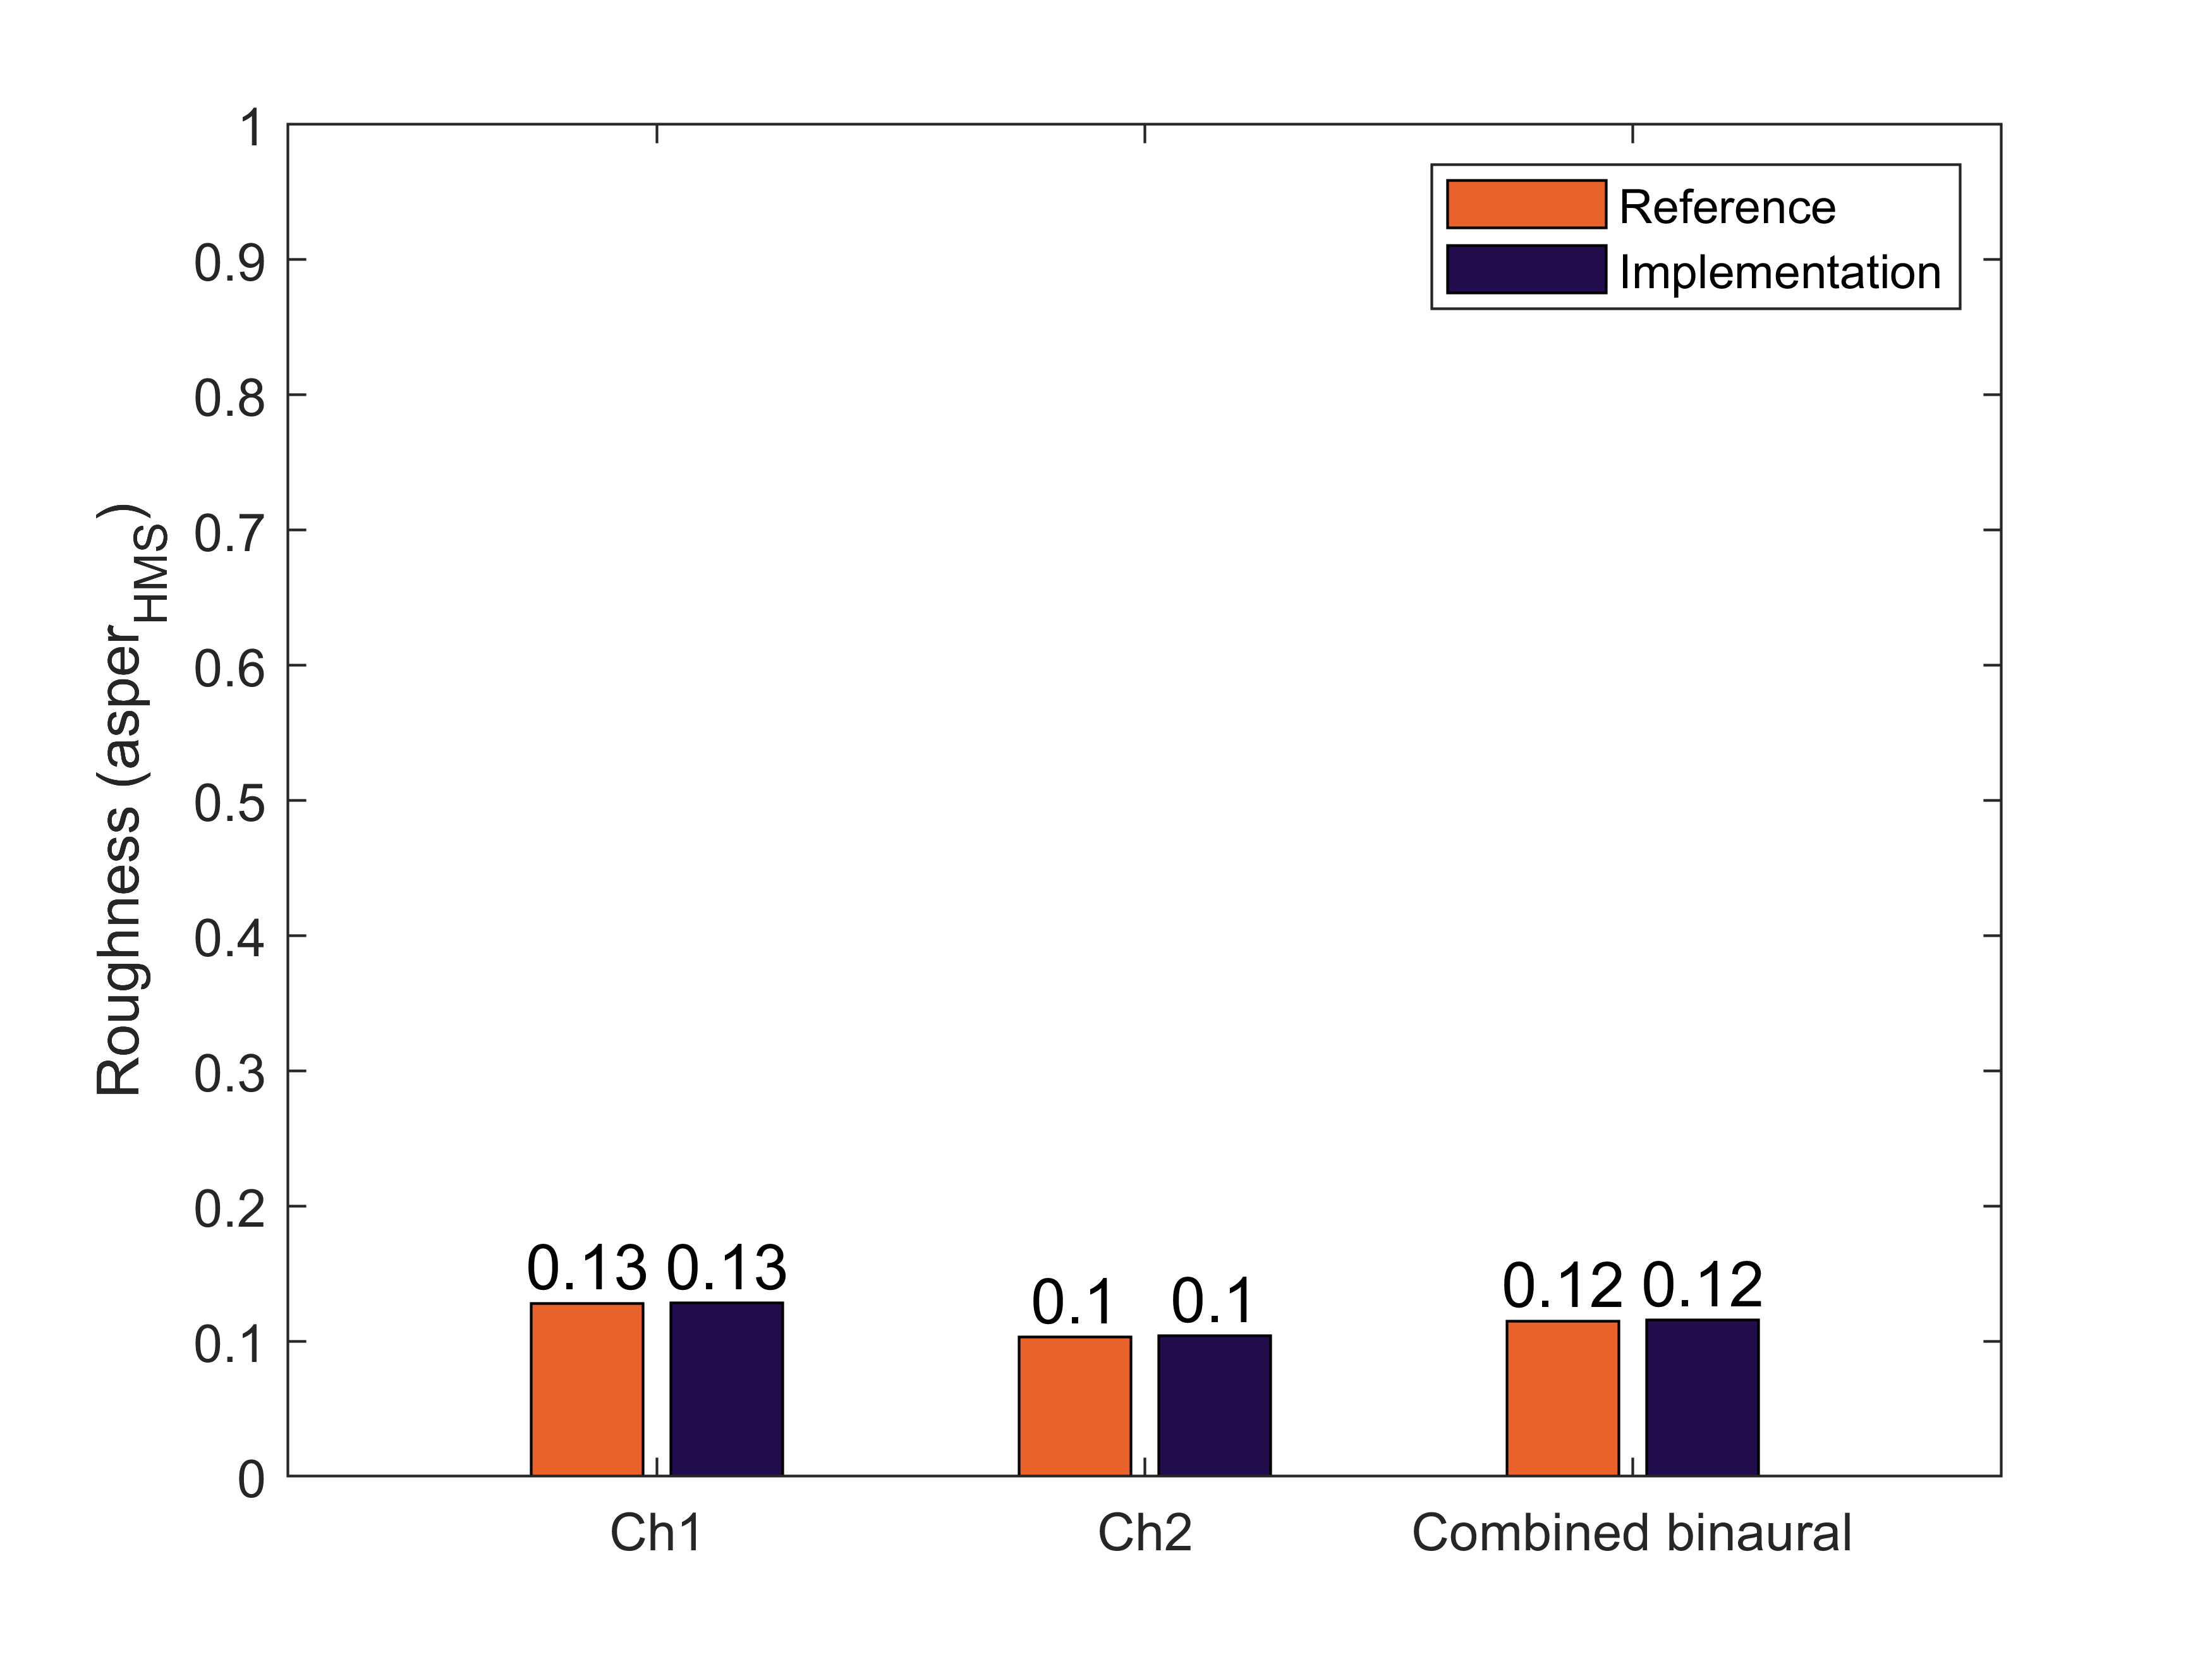 Reference
Implementation
Roughness (asper_HMS)
1
0.9
0.8
0.7
0.6
0.5
0.4
0.3
0.2
0.1
0
0.13 0.13
0.1 0.1
0.12 0.12
Ch1
Ch2
Combined binaural